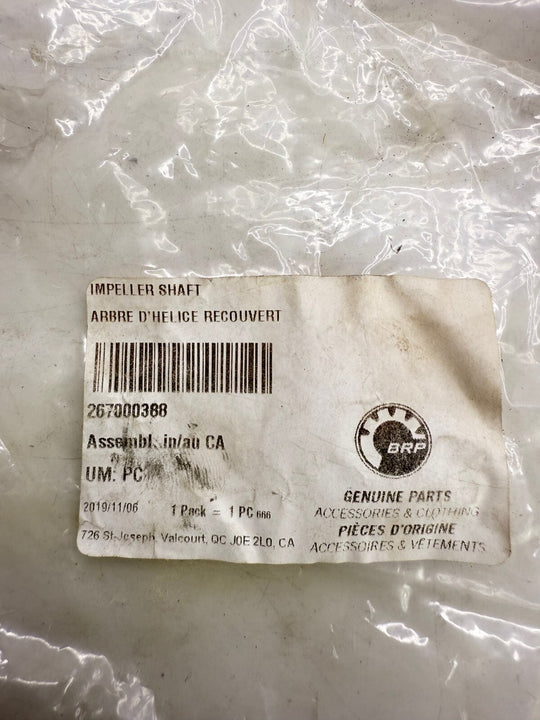 IMPELLER SHAFT
ARBRE D'HELICE RECOUVERT
267000388
Assembl. in/au CA
UM: PC
2019/11/06 1 Pack = 1 PC 666
726 St-Joseph, Valcourt, QC J0E 2L0, CA
BRP
GENUINE PARTS
ACCESSORIES & CLOTHING
PIÈCES D'ORIGINE
ACCESSOIRES & VÊTEMENTS